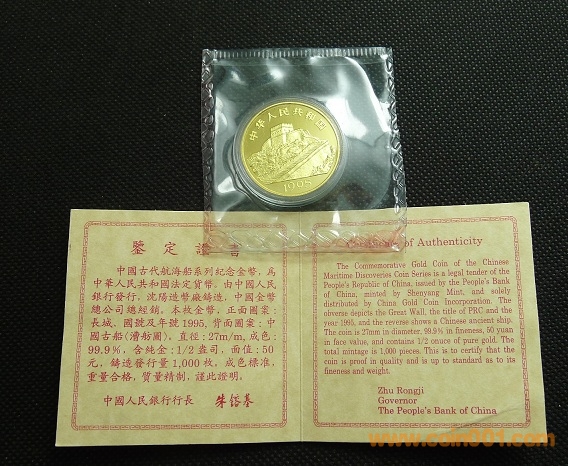 中华人民共和国
1995
鉴定證書
中國古代航海船系列紀念金幣，爲
中華人民共和國法定貨幣。由中國人民
銀行發行，沈陽造幣廠鑄造，中國金幣
總公司總經銷。本枚金幣，正面圖案：
長城、國號及年號1995，背面圖案：中
國古船(漕舫圖)。直徑：27m/m，成色：
99.9%，含純金：1/2盎司，面值：50
元，鑄造發行量1,000枚，成色標准，
重量合格，質量精制，謹此證明。
中國人民銀行行長 朱镕基
of Authenticity
The Commemorative Gold Coin of the Chinese
Maritime Discoveries Coin Series is a legal tender of the
People's Republic of China, issued by the People's Bank
of China, minted by Shenyang Mint, and solely
distributed by China Gold Coin Incorporation. The
obverse depicts the Great Wall, the title of PRC and the
year 1995, and the reverse shows a Chinese ancient ship.
The coin is 27mm in diameter, 99.9% in fineness, 50 yuan
in face value, and contains 1/2 ounce of pure gold. The
total mintage is 1,000 pieces. This is to certify that the
coin is proof in quality and is up to standard as to its
fineness and weight.
Zhu Rongji
Governor
The People's Bank of China
www.coin001.com